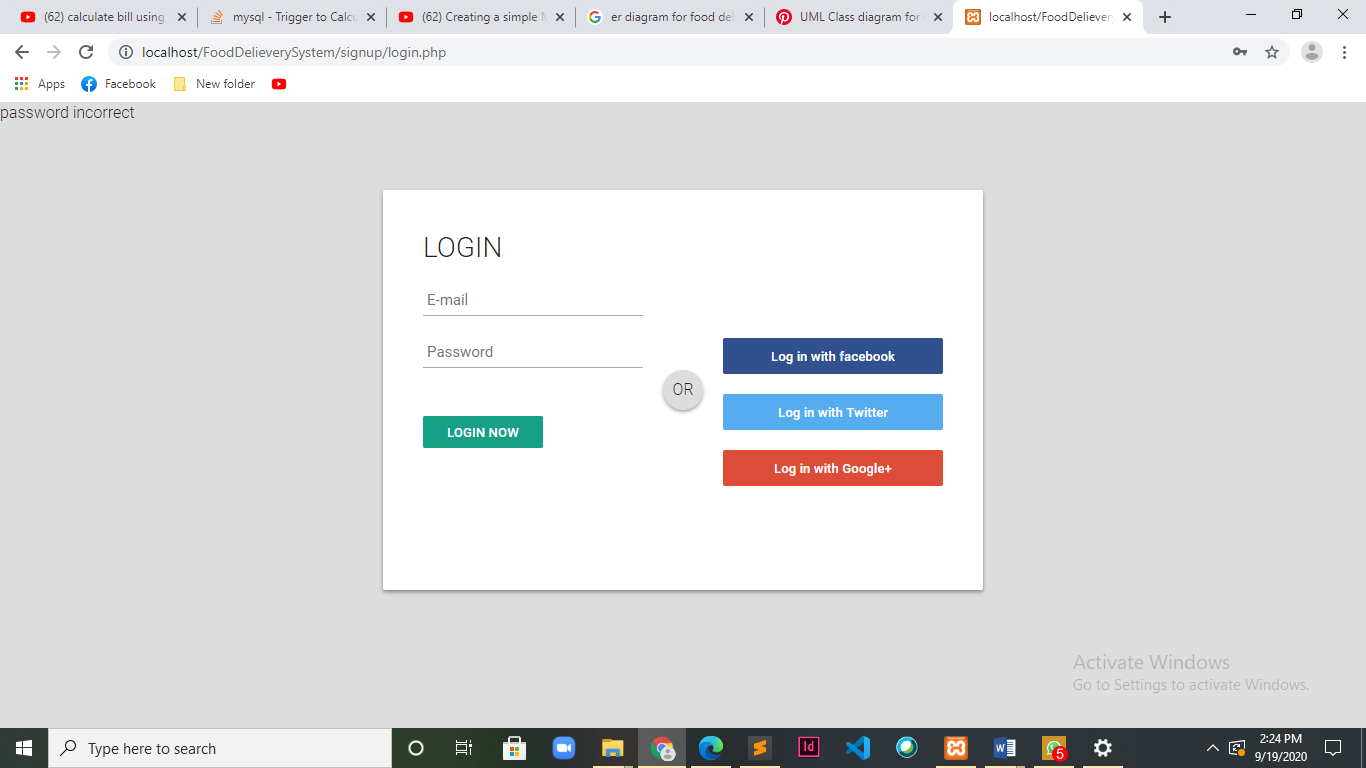 (62) calculate bill using
mysql - Trigger to Calcu
(62) Creating a simple M
er diagram for food del
UML Class diagram for
localhost/FoodDelievery
localhost/FoodDelieverySystem/signup/login.php
Apps
Facebook
New folder
password incorrect
LOGIN
E-mail
Password
OR
LOGIN NOW
Log in with facebook
Log in with Twitter
Log in with Google+
Activate Windows
Go to Settings to activate Windows.
Type here to search
Id
5
2:24 PM
9/19/2020